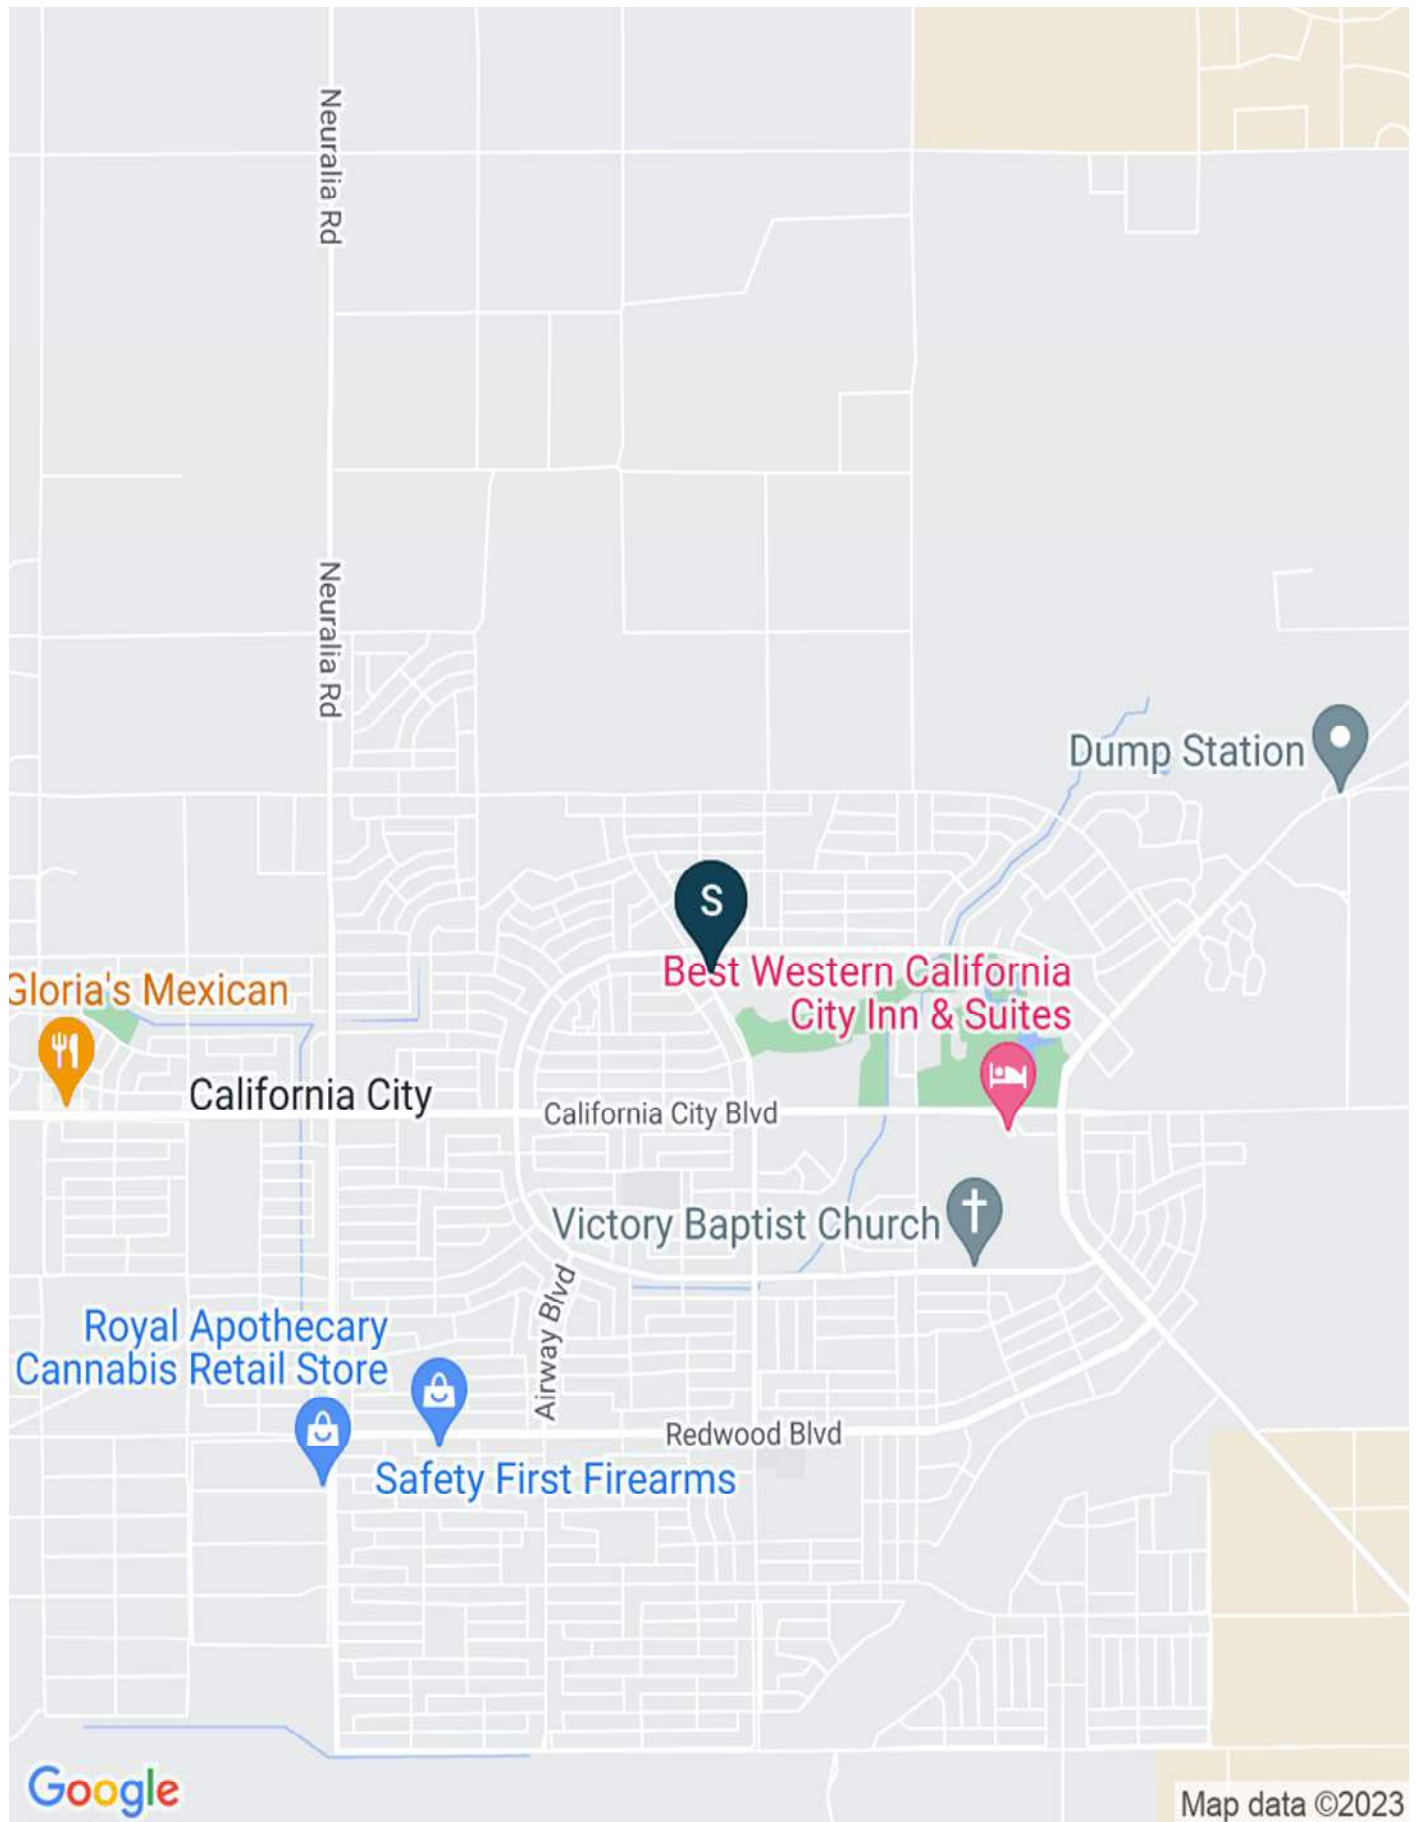 Neuralia Rd
Neuralia Rd
Dump Station
S
Best Western California
City Inn & Suites
Gloria's Mexican
California City
California City Blvd
Victory Baptist Church
Airway Blvd
Royal Apothecary
Cannabis Retail Store
Redwood Blvd
Safety First Firearms
Google
Map data ©2023